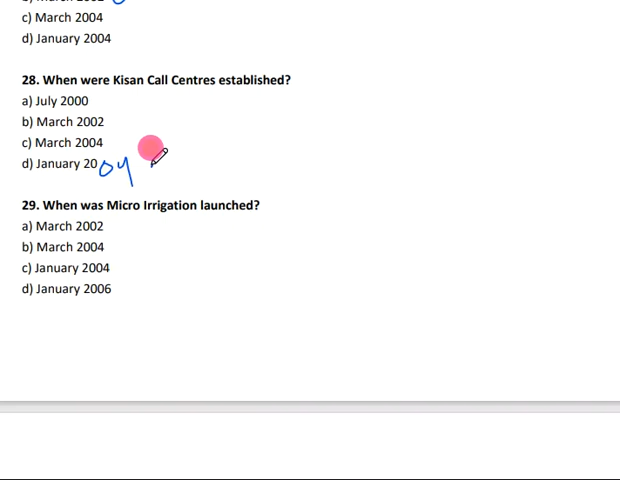 c) March 2004
d) January 2004
28. When were Kisan Call Centres established?
a) July 2000
b) March 2002
c) March 2004
d) January 2004
29. When was Micro Irrigation launched?
a) March 2002
b) March 2004
c) January 2004
d) January 2006